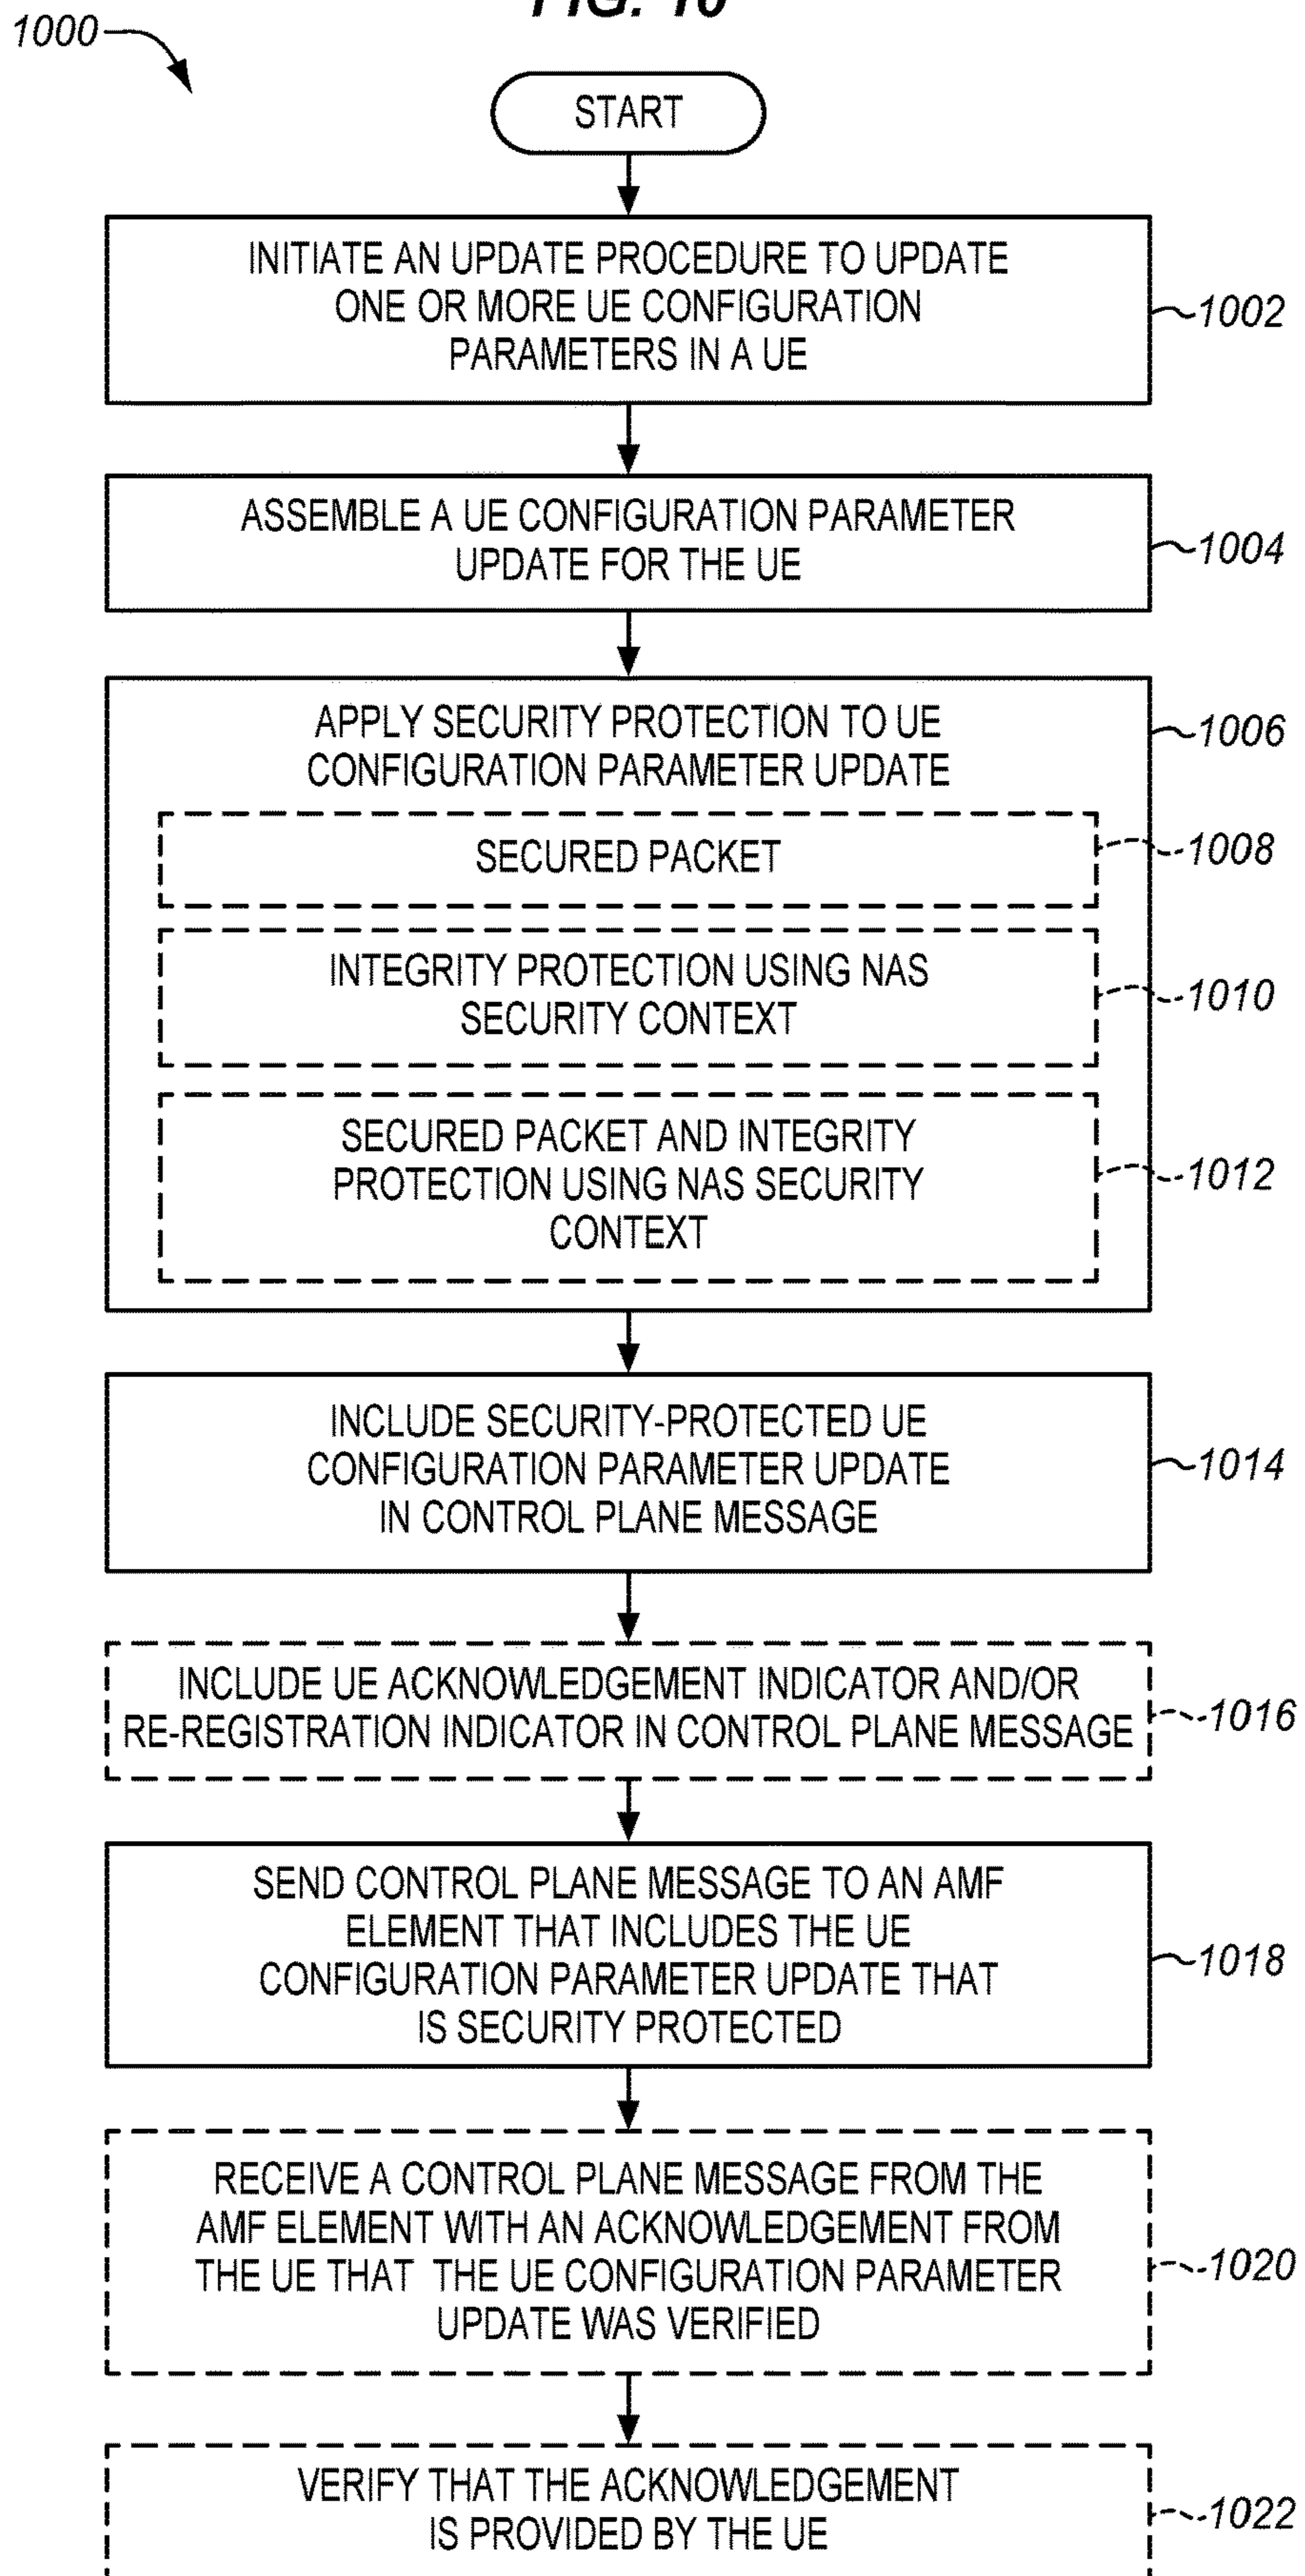 FIG. 10
1000
START
INITIATE AN UPDATE PROCEDURE TO UPDATE
ONE OR MORE UE CONFIGURATION
PARAMETERS IN A UE
1002
ASSEMBLE A UE CONFIGURATION PARAMETER
UPDATE FOR THE UE
1004
APPLY SECURITY PROTECTION TO UE
CONFIGURATION PARAMETER UPDATE
1006
SECURED PACKET
1008
INTEGRITY PROTECTION USING NAS
SECURITY CONTEXT
1010
SECURED PACKET AND INTEGRITY
PROTECTION USING NAS SECURITY
CONTEXT
1012
INCLUDE SECURITY-PROTECTED UE
CONFIGURATION PARAMETER UPDATE
IN CONTROL PLANE MESSAGE
1014
INCLUDE UE ACKNOWLEDGEMENT INDICATOR AND/OR
RE-REGISTRATION INDICATOR IN CONTROL PLANE MESSAGE
1016
SEND CONTROL PLANE MESSAGE TO AN AMF
ELEMENT THAT INCLUDES THE UE
CONFIGURATION PARAMETER UPDATE THAT
IS SECURITY PROTECTED
1018
RECEIVE A CONTROL PLANE MESSAGE FROM THE
AMF ELEMENT WITH AN ACKNOWLEDGEMENT FROM
THE UE THAT THE UE CONFIGURATION PARAMETER
UPDATE WAS VERIFIED
1020
VERIFY THAT THE ACKNOWLEDGEMENT
IS PROVIDED BY THE UE
1022